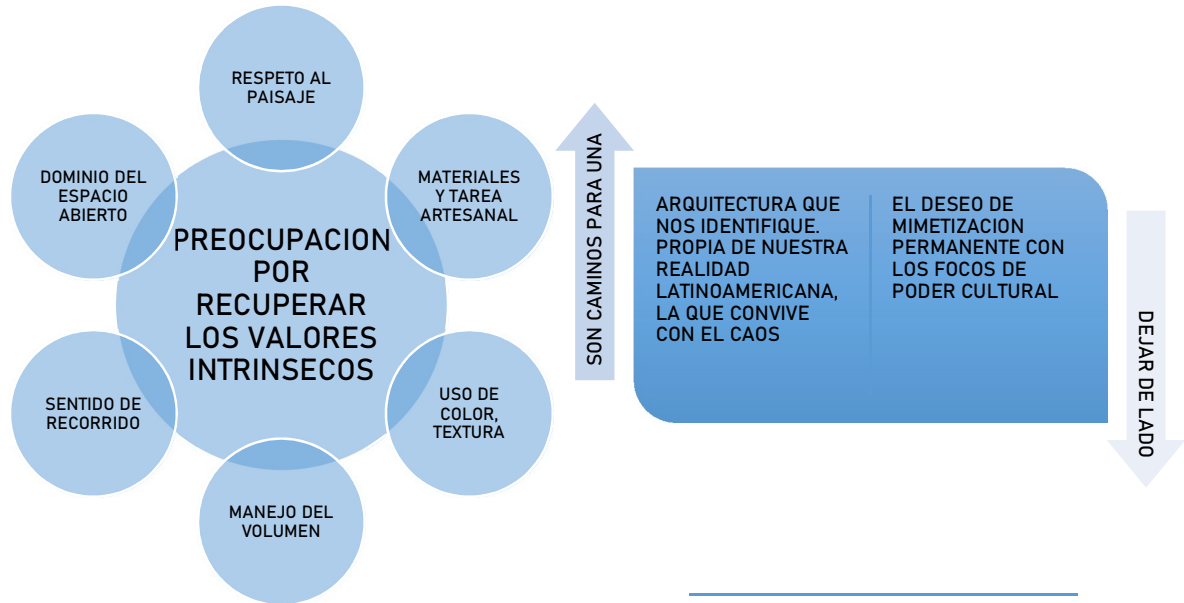 RESPETO AL
PAISAJE
DOMINIO DEL
ESPACIO
ABIERTO
MATERIALES
Y TAREA
ARTESANAL
PREOCUPACION
POR
RECUPERAR
LOS VALORES
INTRINSECOS
SENTIDO DE
RECORRIDO
USO DE
COLOR,
TEXTURA
MANEJO DEL
VOLUMEN
SON CAMINOS PARA UNA
ARQUITECTURA QUE
NOS IDENTIFIQUE.
PROPIA DE NUESTRA
REALIDAD
LATINOAMERICANA,
LA QUE CONVIVE
CON EL CAOS
EL DESEO DE
MIMETIZACION
PERMANENTE CON
LOS FOCOS DE
PODER CULTURAL
DEJAR DE LADO